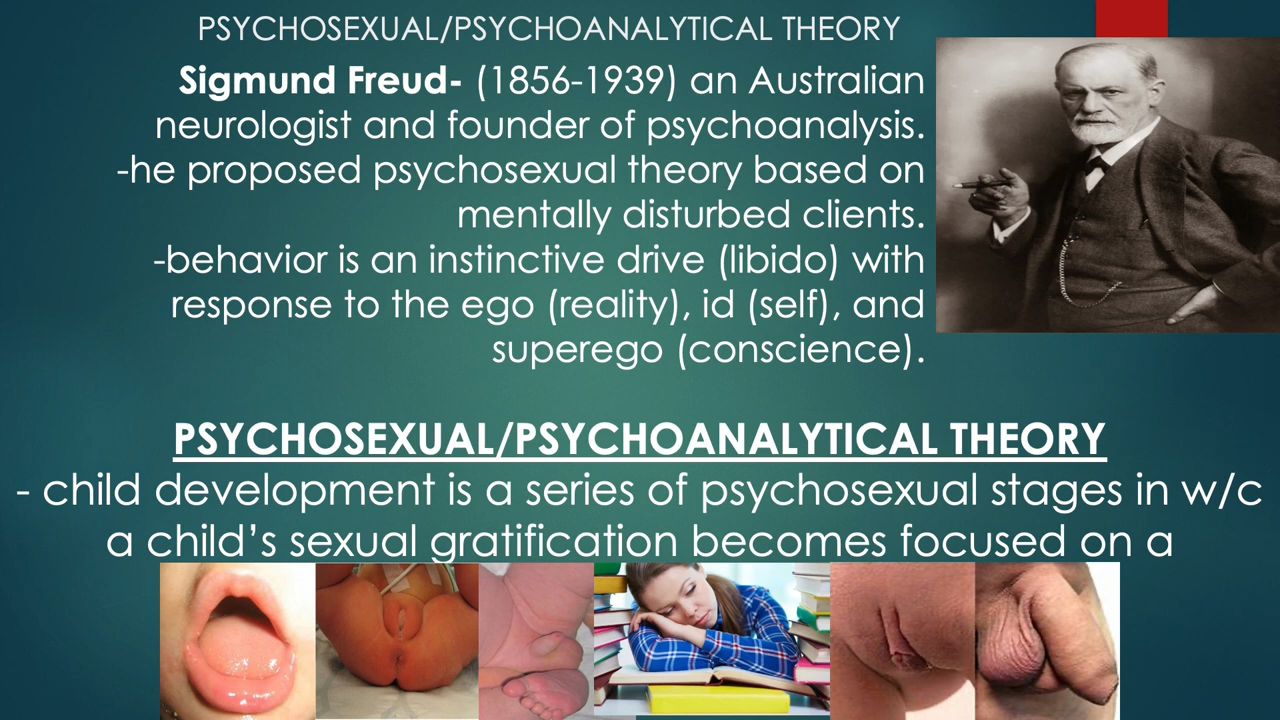 PSYCHOSEXUAL/PSYCHOANALYTICAL THEORY
Sigmund Freud- (1856-1939) an Australian
neurologist and founder of psychoanalysis.
-he proposed psychosexual theory based on
mentally disturbed clients.
-behavior is an instinctive drive (libido) with
response to the ego (reality), id (self), and
superego (conscience).
PSYCHOSEXUAL/PSYCHOANALYTICAL THEORY
- child development is a series of psychosexual stages in w/c
a child's sexual gratification becomes focused on a